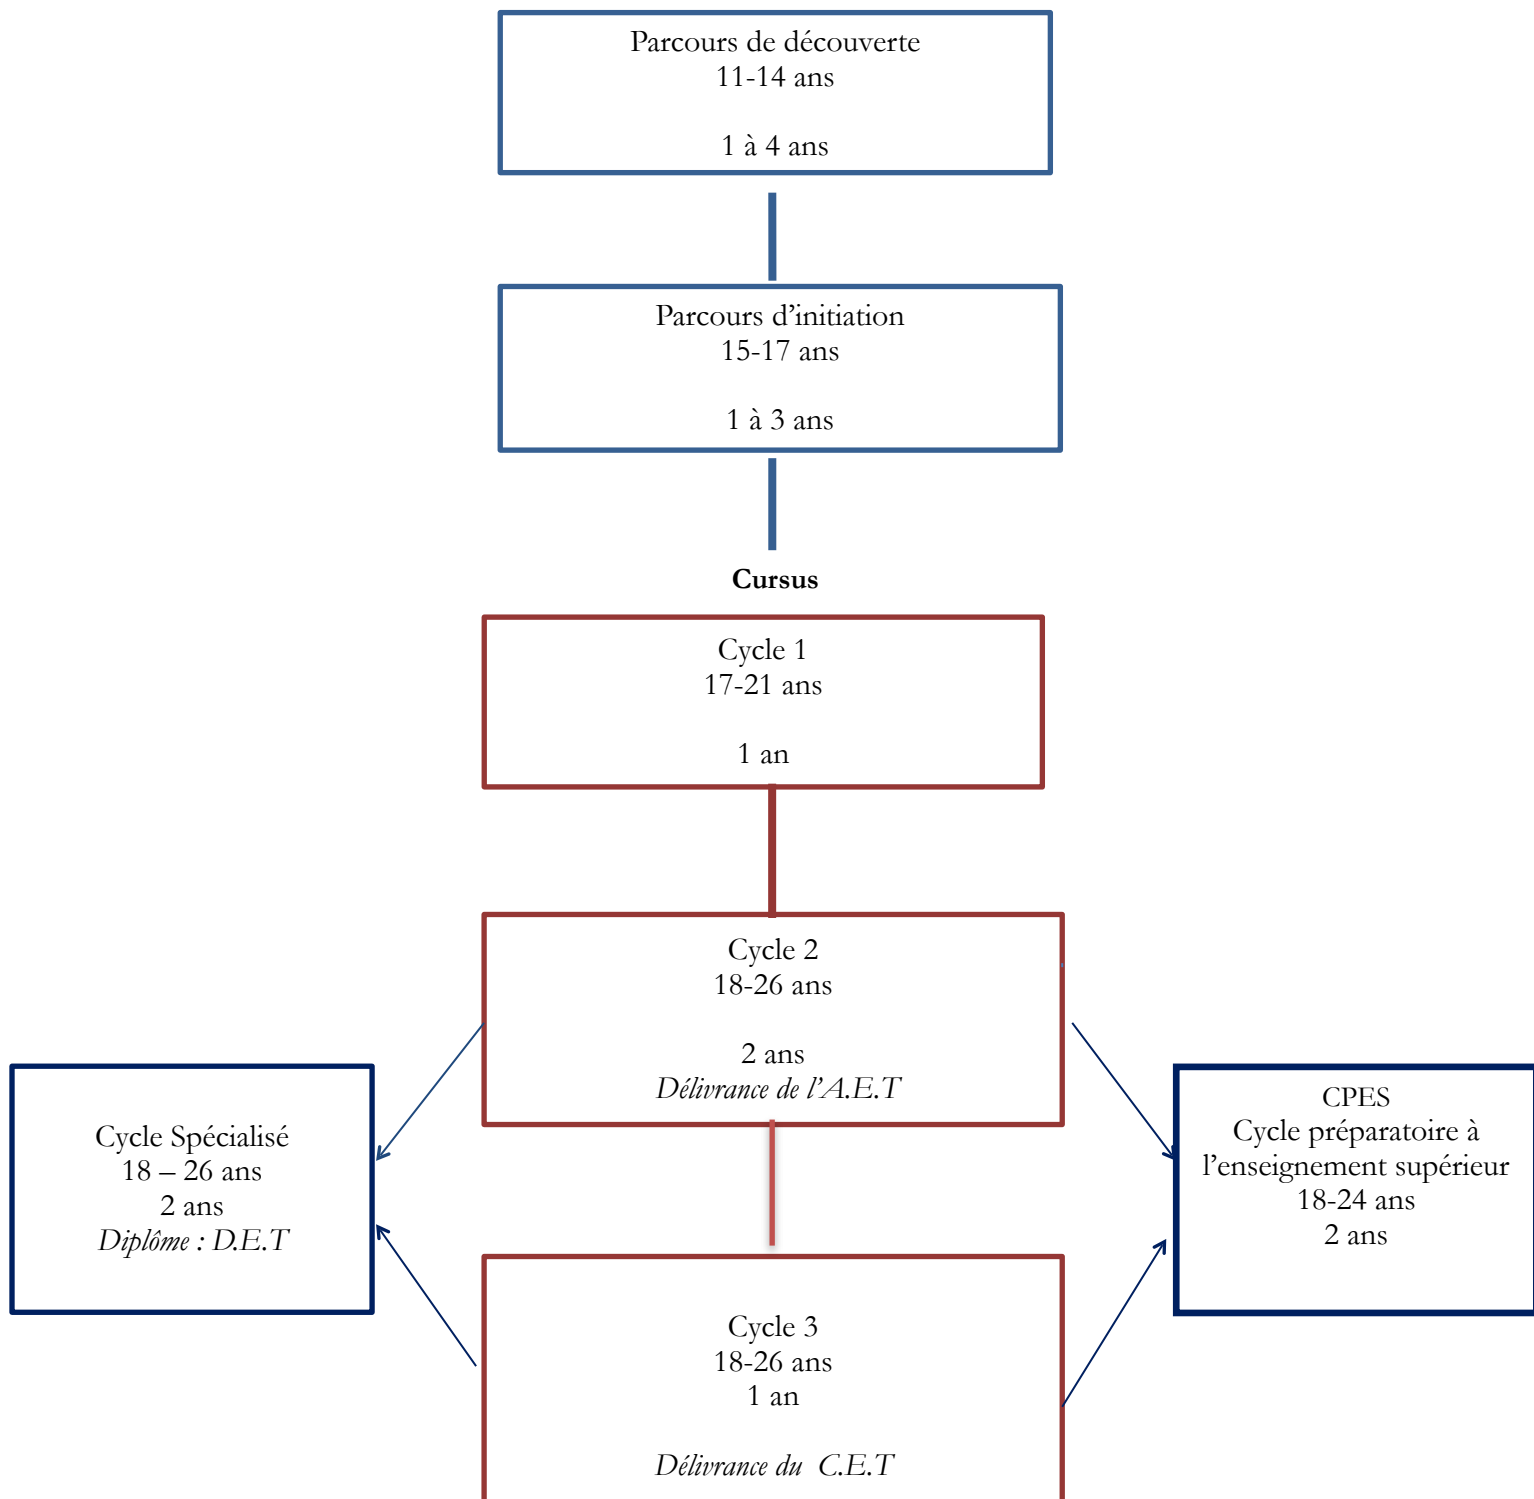 Parcours de découverte
11-14 ans
1 à 4 ans
Parcours d’initiation
15-17 ans
1 à 3 ans
Cursus
Cycle 1
17-21 ans
1 an
Cycle 2
18-26 ans
2 ans
Délivrance de l’A.E.T
Cycle Spécialisé
18 – 26 ans
2 ans
Diplôme : D.E.T
CPES
Cycle préparatoire à
l’enseignement supérieur
18-24 ans
2 ans
Cycle 3
18-26 ans
1 an
Délivrance du C.E.T